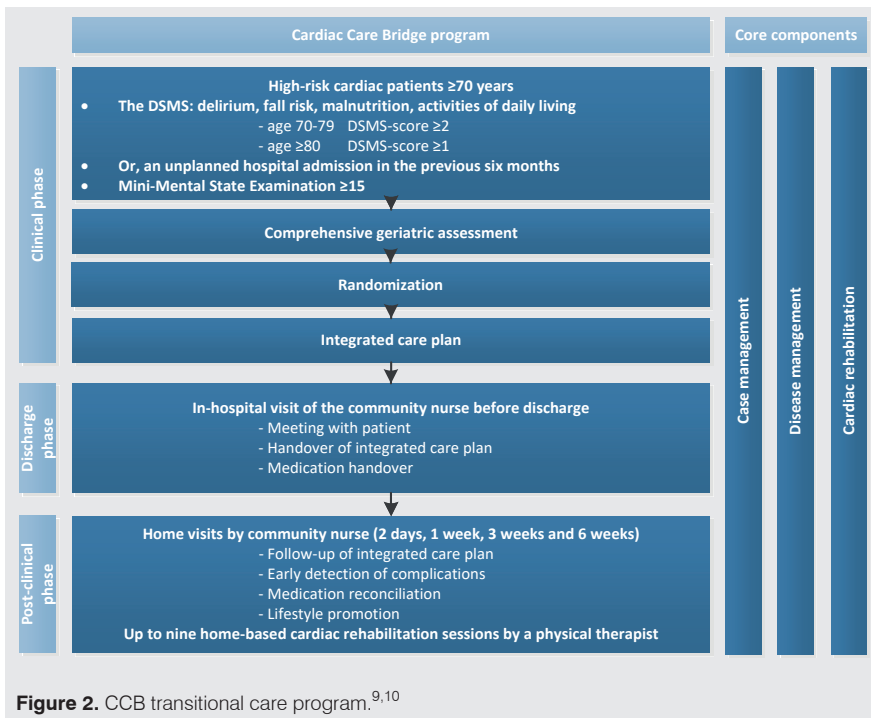 Cardiac Care Bridge program
Core components
Clinical phase
High-risk cardiac patients ≥70 years
• The DSMS: delirium, fall risk, malnutrition, activities of daily living
- age 70-79 DSMS-score ≥2
- age ≥80 DSMS-score ≥1
• Or, an unplanned hospital admission in the previous six months
• Mini-Mental State Examination ≥15
Comprehensive geriatric assessment
Randomization
Integrated care plan
Discharge
phase
In-hospital visit of the community nurse before discharge
- Meeting with patient
- Handover of integrated care plan
- Medication handover
Post-clinical
phase
Home visits by community nurse (2 days, 1 week, 3 weeks and 6 weeks)
- Follow-up of integrated care plan
- Early detection of complications
- Medication reconciliation
- Lifestyle promotion
Up to nine home-based cardiac rehabilitation sessions by a physical therapist
Case management
Disease management
Cardiac rehabilitation
Figure 2. CCB transitional care program.9,10